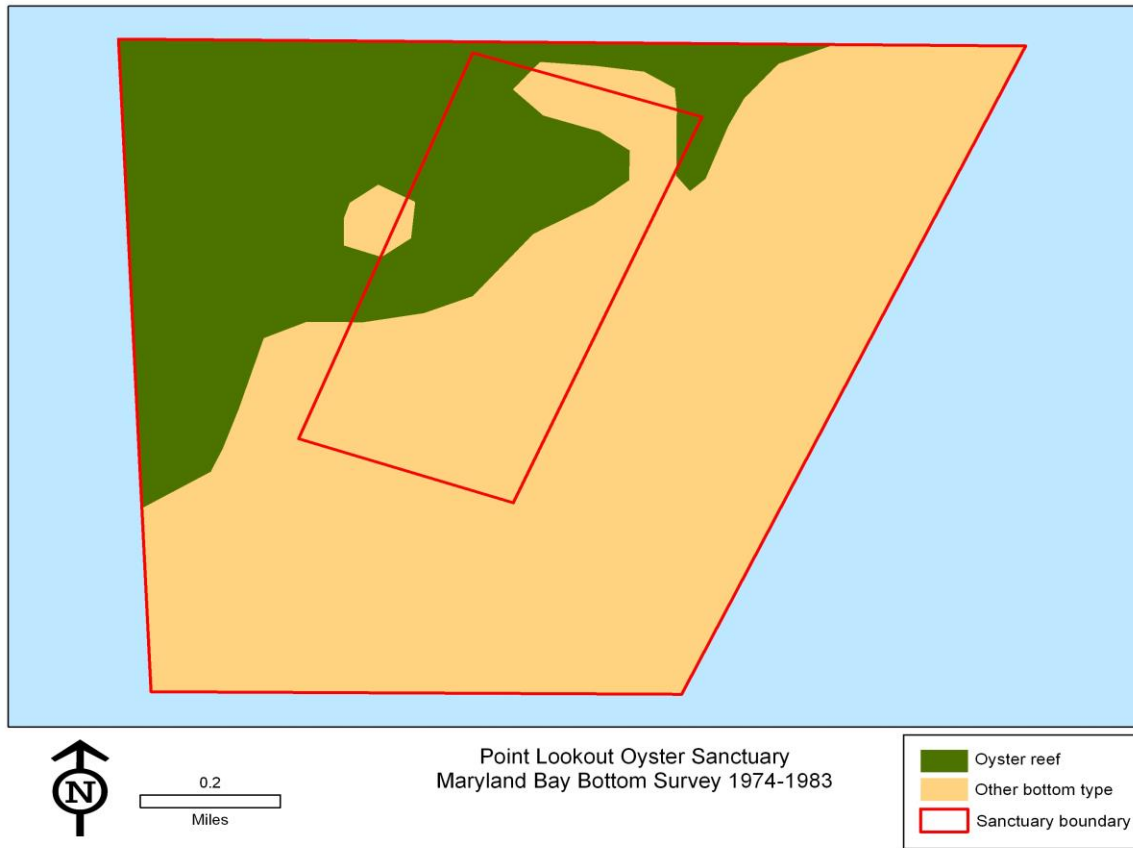 N
0.2
Miles
Point Lookout Oyster Sanctuary
Maryland Bay Bottom Survey 1974-1983
Oyster reef
Other bottom type
Sanctuary boundary